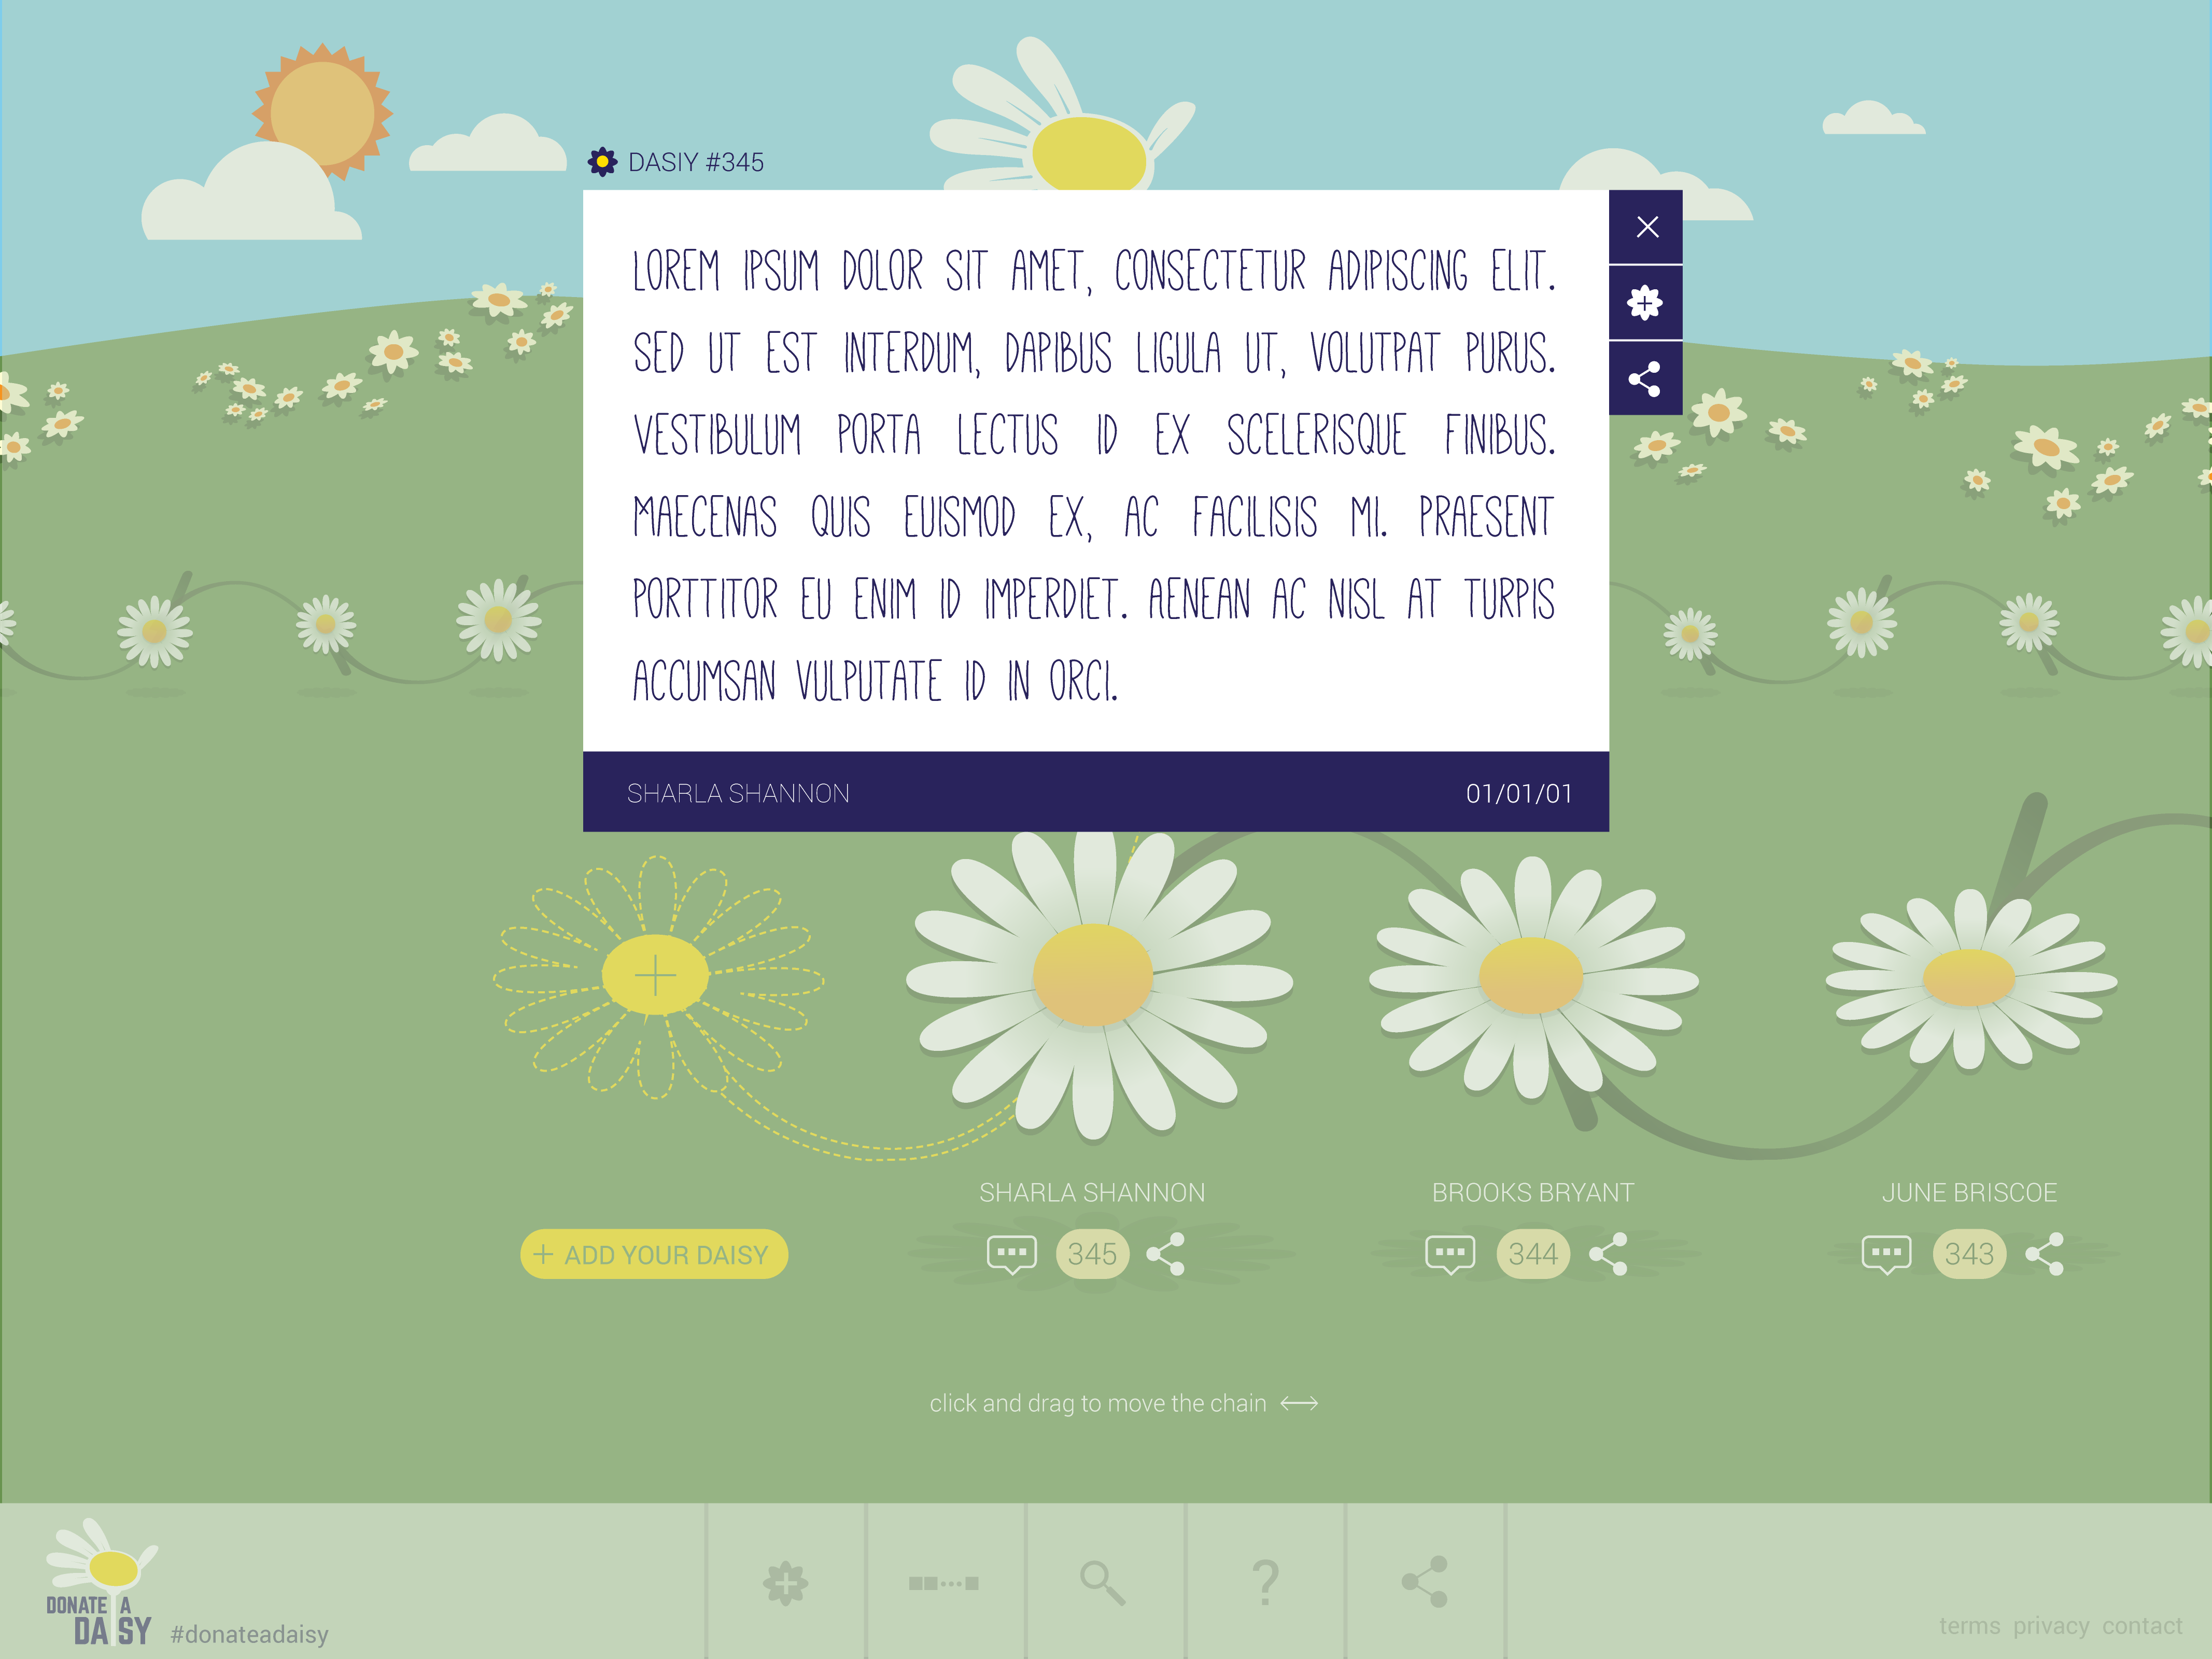 DASIY #345
LOREM IPSUM DOLOR SIT AMET, CONSECTETUR ADIPISCING ELIT.
SED UT EST INTERDUM, DAPIBUS LIGULA UT, VOLUTPAT PURUS.
VESTIBULUM PORTA LECTUS ID EX SCELERISQUE FINIBUS.
MAECENAS QUIS EUISMOD EX, AC FACILISIS MI. PRAESENT
PORTTITOR EU ENIM ID IMPERDIET. AENEAN AC NISL AT TURPIS
ACCUMSAN VULPUTATE ID IN ORCI.
SHARLA SHANNON 01/01/01
SHARLA SHANNON BROOKS BRYANT JUNE BRISCOE
+ ADD YOUR DAISY 345 344 343
click and drag to move the chain
DONATE A
DAISY #donateadaisy
? terms privacy contact